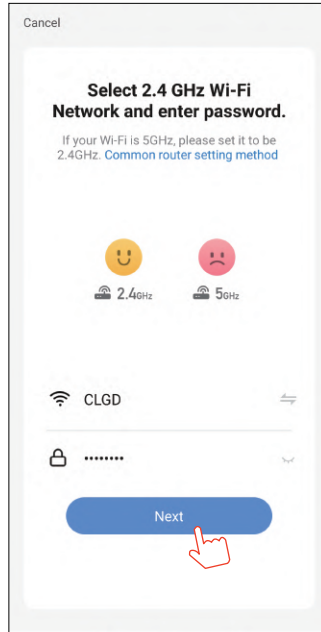 Cancel
Select 2.4 GHz Wi-Fi
Network and enter password.
If your Wi-Fi is 5GHz, please set it to be
2.4GHz. Common router setting method
2.4GHz 5GHz
CLGD
••••••••
Next